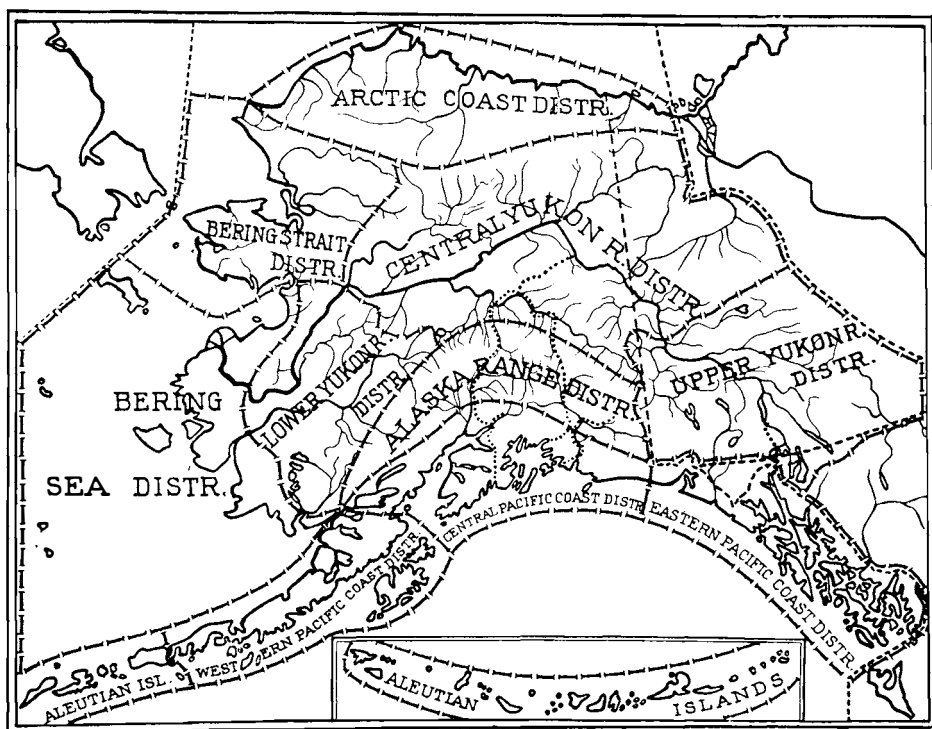 ARCTIC COAST DISTR.
BERING STRAIT
DISTR.
CENTRAL YUKON R. DISTR.
LOWER YUKON R.
DISTR.
ALASKA RANGE DISTR.
UPPER YUKON R.
DISTR.
BERING
SEA DISTR.
CENTRAL PACIFIC COAST DISTR.
EASTERN PACIFIC COAST DISTR.
WESTERN PACIFIC COAST DISTR.
ALEUTIAN ISL.
ALEUTIAN
ISLANDS